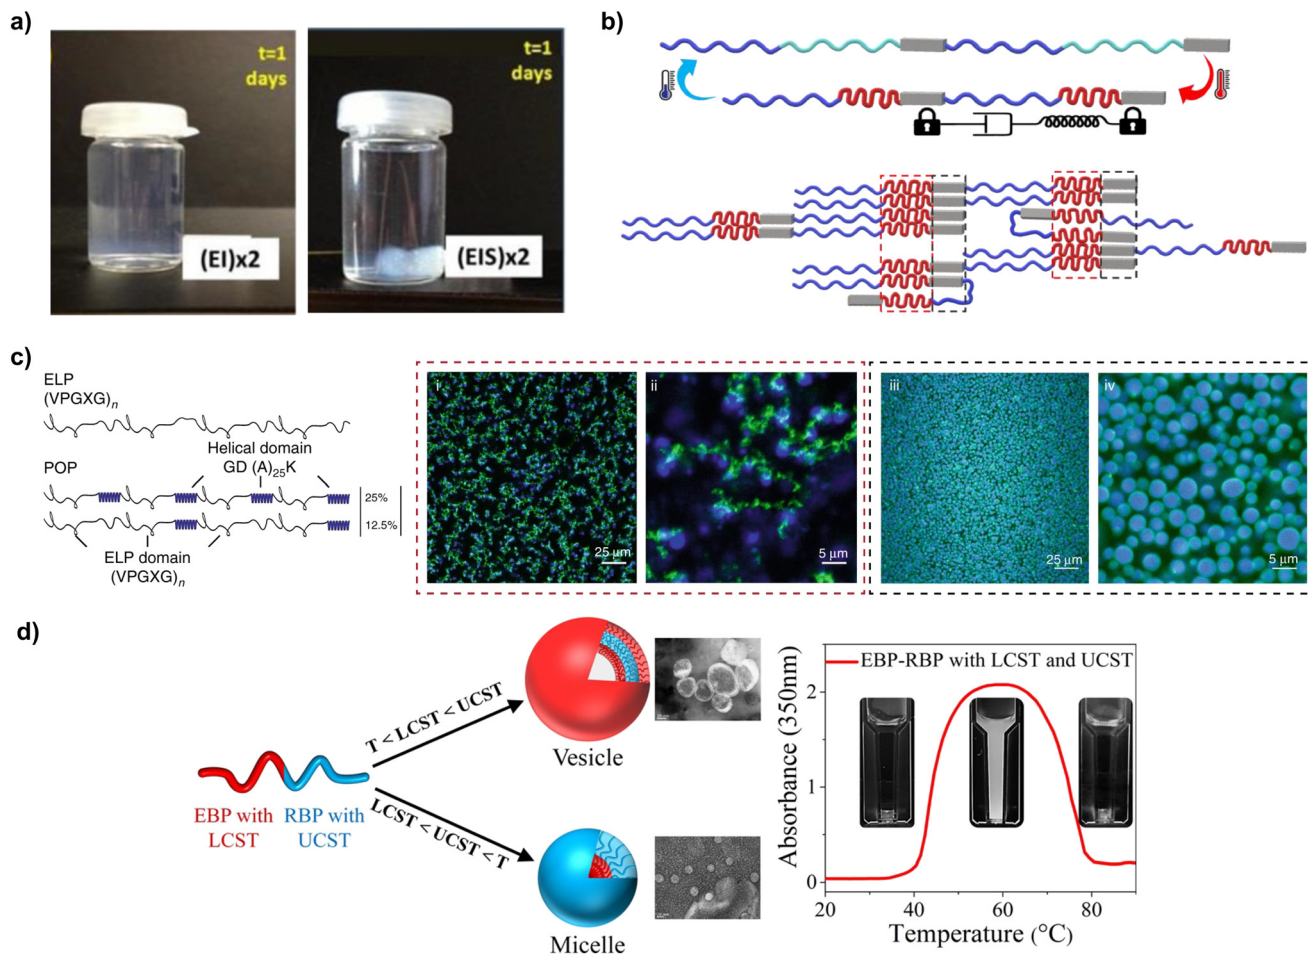 a)
t=1
days
(EI)x2
t=1
days
(EIS)x2
b)
c)
ELP
(VPGXG)n
Helical domain
GD (A)25K
POP
25%
12.5%
ELP domain
(VPGXG)n
i
25 μm
ii
5 μm
iii
25 μm
iv
5 μm
d)
EBP with
LCST
RBP with
UCST
T < LCST < UCST
LCST < UCST < T
Vesicle
Micelle
EBP-RBP with LCST and UCST
Absorbance (350nm)
2
1
0
20
40
60
80
Temperature (°C)